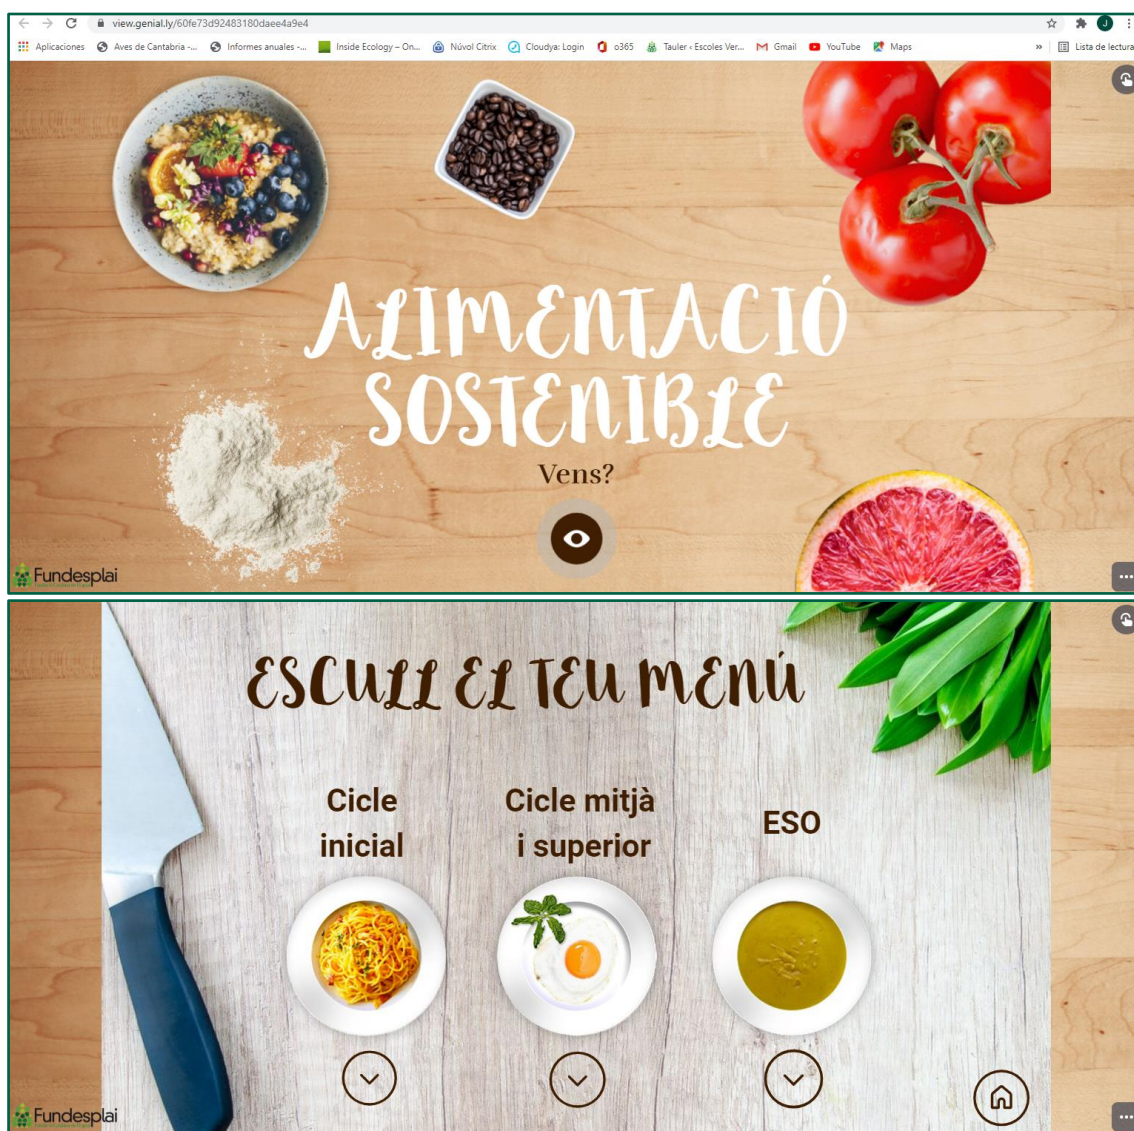 view.genial.ly/60fe73d92483180daee4a9e4
Aplicaciones Aves de Cantabria -... Informes anuales -... Inside Ecology – On... Núvol Citrix Cloudya: Login o365 Tauler ‹ Escoles Ver... Gmail YouTube Maps » Lista de lectura
J
ALIMENTACIÓ
SOSTENIBLE
Vens?
Fundesplai
ESCULL EL TEU MENÚ
Cicle
inicial
Cicle mitjà
i superior
ESO
Fundesplai